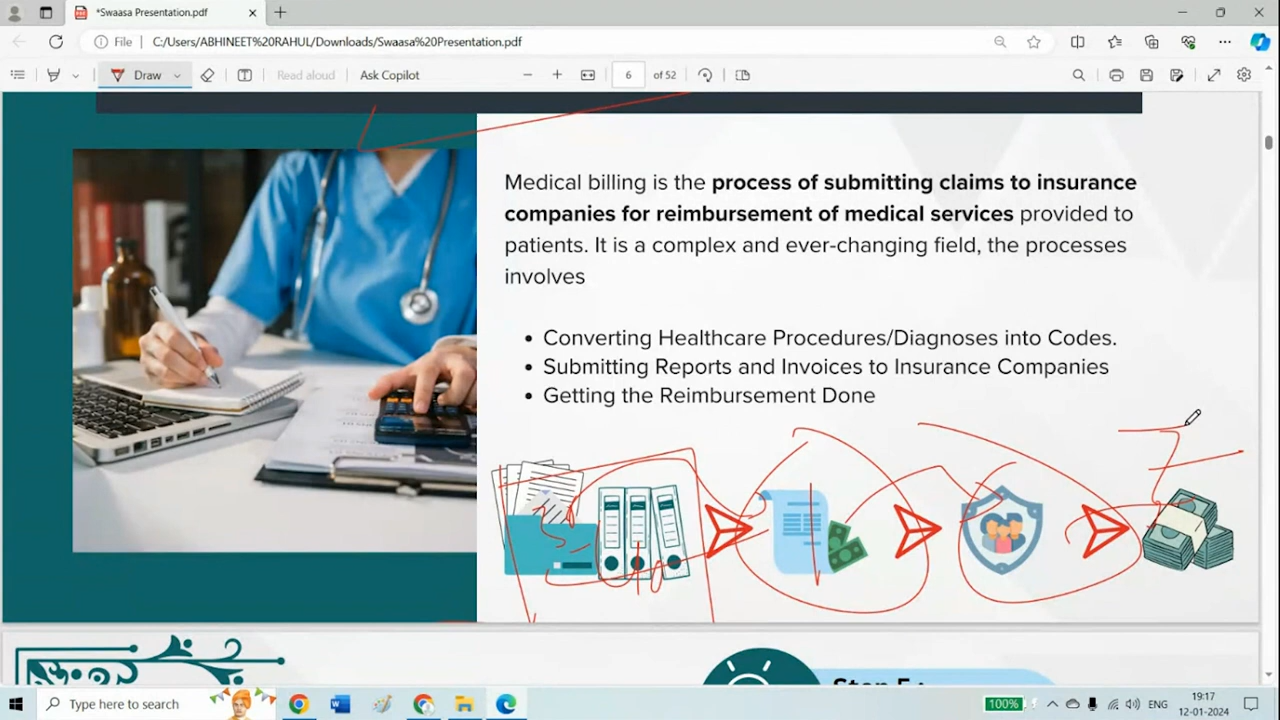 *Swaasa Presentation.pdf
File
C:/Users/ABHINEET%20RAHUL/Downloads/Swaasa%20Presentation.pdf
Draw
Read aloud
Ask Copilot
6 of 52
Medical billing is the process of submitting claims to insurance
companies for reimbursement of medical services provided to
patients. It is a complex and ever-changing field, the processes
involves
• Converting Healthcare Procedures/Diagnoses into Codes.
• Submitting Reports and Invoices to Insurance Companies
• Getting the Reimbursement Done
Step 5 :
Type here to search
100%
ENG
19:17
12-01-2024